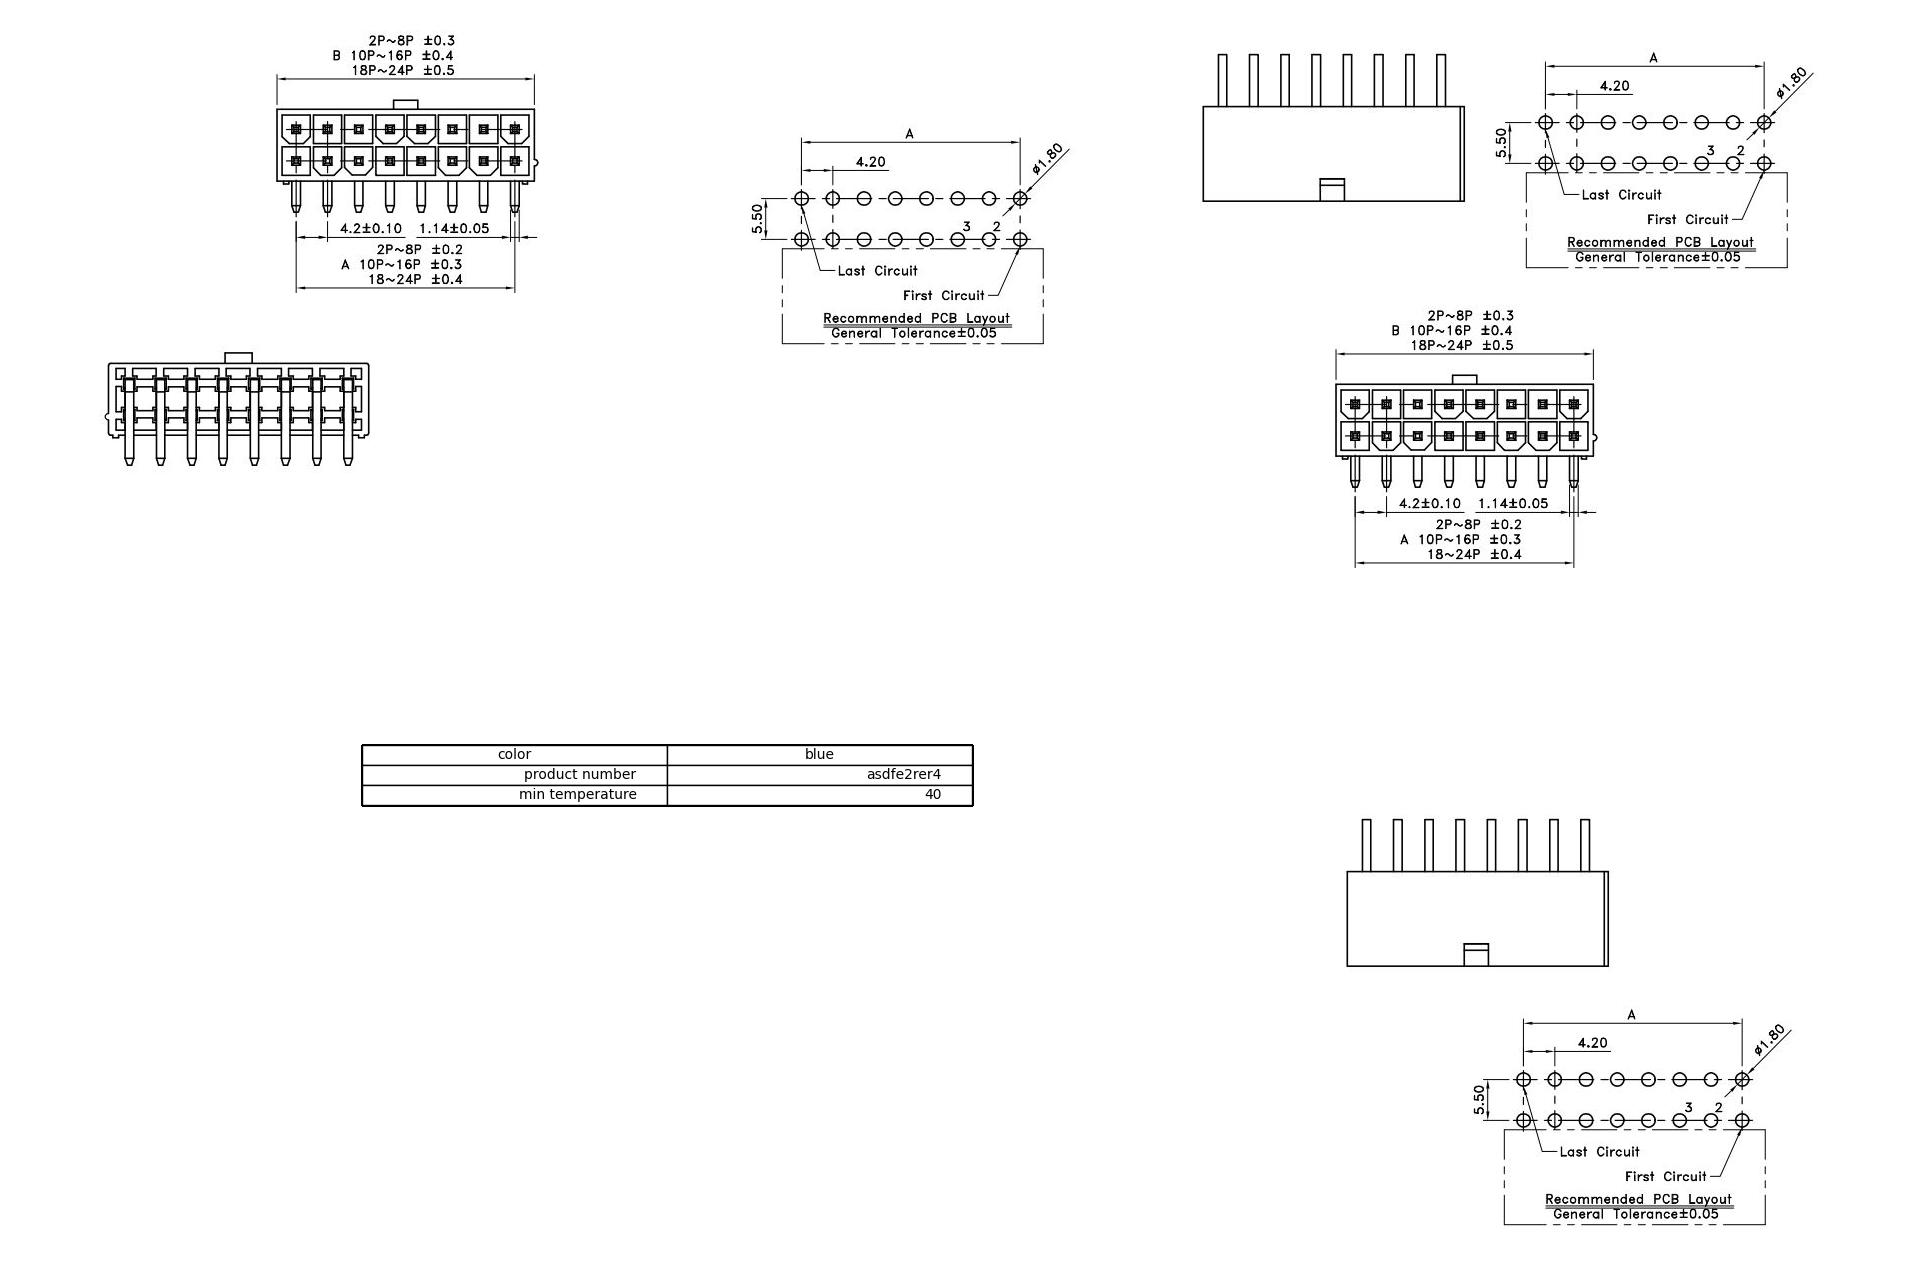 2P~8P ±0.3
B 10P~16P ±0.4
18P~24P ±0.5
4.2±0.10 1.14±0.05
2P~8P ±0.2
A 10P~16P ±0.3
18~24P ±0.4
A
4.20
ø1.80
5.50
3 2
Last Circuit
First Circuit
Recommended PCB Layout
General Tolerance±0.05
A
4.20
ø1.80
5.50
3 2
Last Circuit
First Circuit
Recommended PCB Layout
General Tolerance±0.05
2P~8P ±0.3
B 10P~16P ±0.4
18P~24P ±0.5
4.2±0.10 1.14±0.05
2P~8P ±0.2
A 10P~16P ±0.3
18~24P ±0.4
color blue
product number asdfe2rer4
min temperature 40
A
4.20
ø1.80
5.50
3 2
Last Circuit
First Circuit
Recommended PCB Layout
General Tolerance±0.05